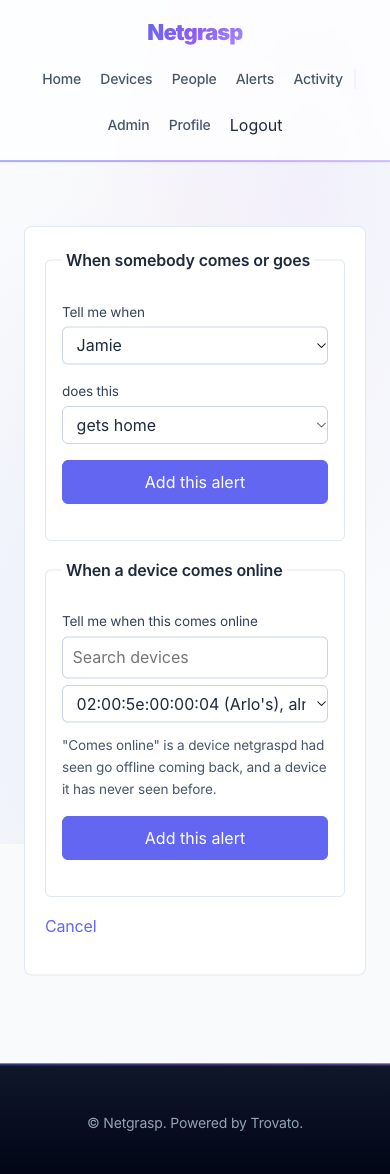 Netgrasp
Home Devices People Alerts Activity
Admin Profile Logout
When somebody comes or goes
Tell me when
Jamie
does this
gets home
Add this alert
When a device comes online
Tell me when this comes online
Search devices
02:00:5e:00:00:04 (Arlo's), alr
"Comes online" is a device netgraspd had
seen go offline coming back, and a device
it has never seen before.
Add this alert
Cancel
© Netgrasp. Powered by Trovato.